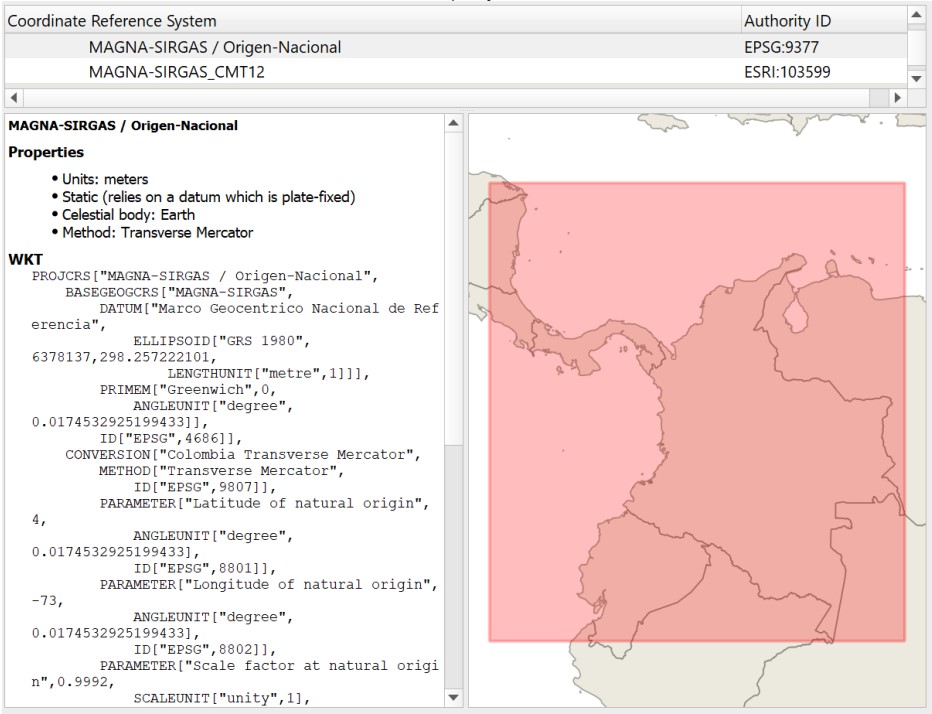 Coordinate Reference System Authority ID
MAGNA-SIRGAS / Origen-Nacional EPSG:9377
MAGNA-SIRGAS_CMT12 ESRI:103599
MAGNA-SIRGAS / Origen-Nacional
Properties
• Units: meters
• Static (relies on a datum which is plate-fixed)
• Celestial body: Earth
• Method: Transverse Mercator
WKT
PROJCRS["MAGNA-SIRGAS / Origen-Nacional",
BASEGEOGCRS["MAGNA-SIRGAS",
DATUM["Marco Geocentrico Nacional de Ref
erencia",
ELLIPSOID["GRS 1980",
6378137,298.257222101,
LENGTHUNIT["metre",1]]],
PRIMEM["Greenwich",0,
ANGLEUNIT["degree",
0.0174532925199433]],
ID["EPSG",4686]],
CONVERSION["Colombia Transverse Mercator",
METHOD["Transverse Mercator",
ID["EPSG",9807]],
PARAMETER["Latitude of natural origin",
4,
ANGLEUNIT["degree",
0.0174532925199433],
ID["EPSG",8801]],
PARAMETER["Longitude of natural origin",
-73,
ANGLEUNIT["degree",
0.0174532925199433],
ID["EPSG",8802]],
PARAMETER["Scale factor at natural origi
n",0.9992,
SCALEUNIT["unity",1],